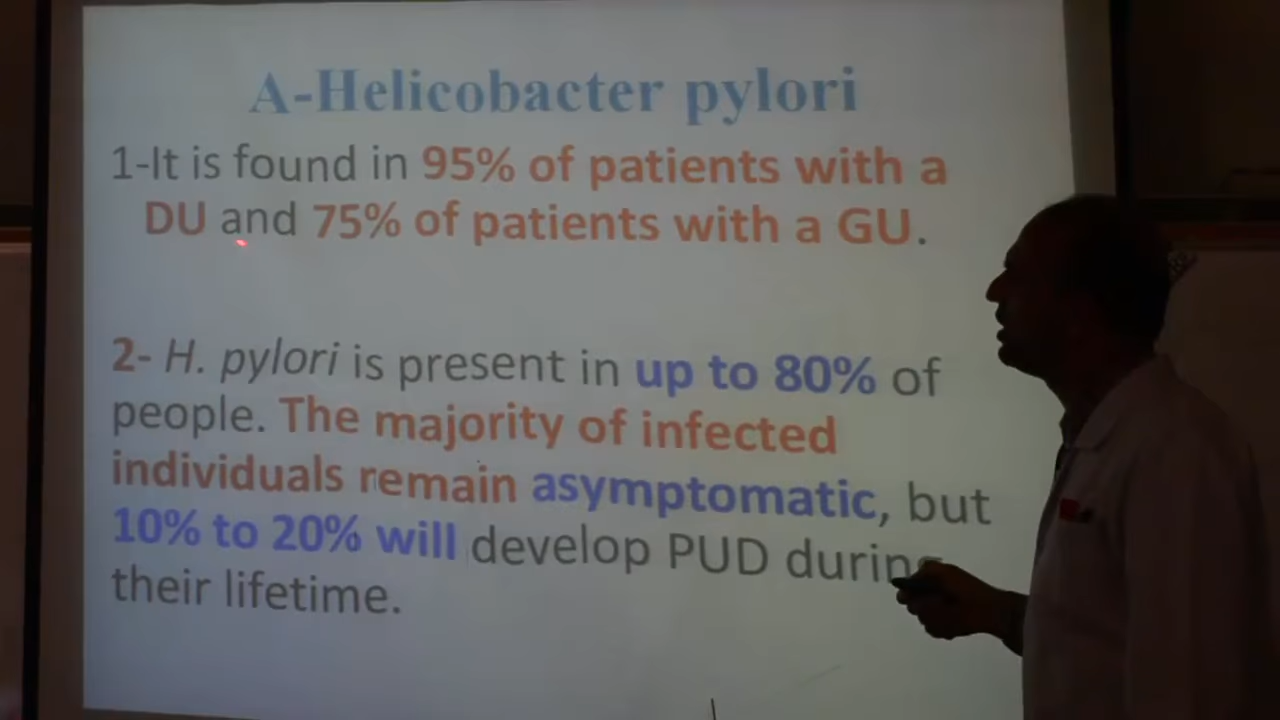 A-Helicobacter pylori
1-It is found in 95% of patients with a
DU and 75% of patients with a GU.
2- H. pylori is present in up to 80% of
people. The majority of infected
individuals remain asymptomatic, but
10% to 20% will develop PUD during
their lifetime.